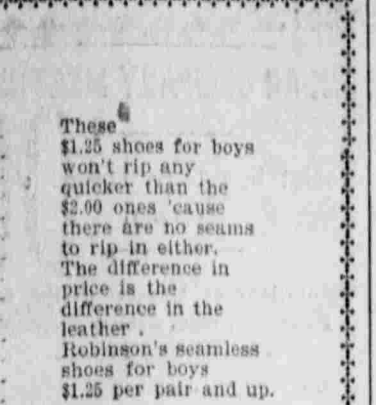 These
$1.25 shoes for boys
won't rip any
quicker than the
$2.00 ones 'cause
there are no seams
to rip in either.
The difference in
price is the
difference in the
leather .
Robinson's seamless
shoes for boys
$1.25 per pair and up.